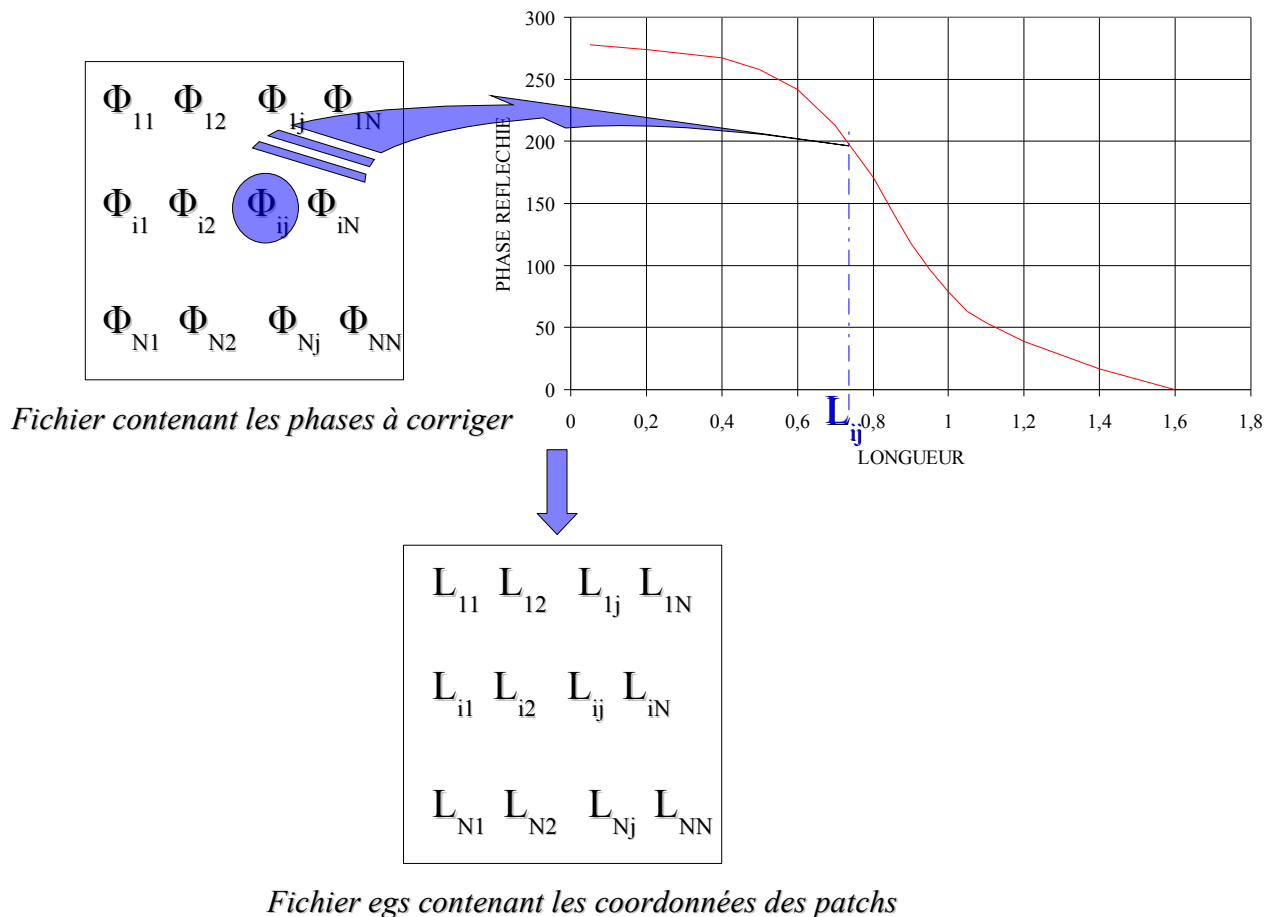 Φ11 Φ12 Φ1j Φ1N
Φi1 Φi2 Φij ΦiN
ΦN1 ΦN2 ΦNj ΦNN
Fichier contenant les phases à corriger
PHASE REFLECHIE
300
250
200
150
100
50
0
0 0,2 0,4 0,6 0,8 1 1,2 1,4 1,6 1,8
Lij
LONGUEUR
L11 L12 L1j L1N
Li1 Li2 Lij LiN
LN1 LN2 LNj LNN
Fichier egs contenant les coordonnées des patchs